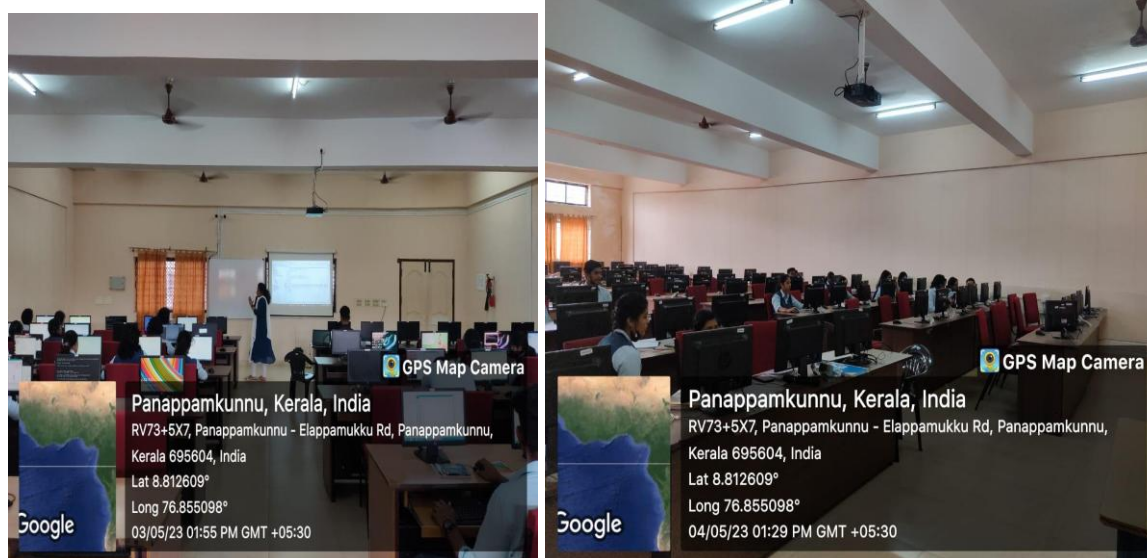 GPS Map Camera
Panappamkunnu, Kerala, India
RV73+5X7, Panappamkunnu - Elappamukku Rd, Panappamkunnu,
Kerala 695604, India
Lat 8.812609°
Long 76.855098°
03/05/23 01:55 PM GMT +05:30
Google
GPS Map Camera
Panappamkunnu, Kerala, India
RV73+5X7, Panappamkunnu - Elappamukku Rd, Panappamkunnu,
Kerala 695604, India
Lat 8.812609°
Long 76.855098°
04/05/23 01:29 PM GMT +05:30
Google